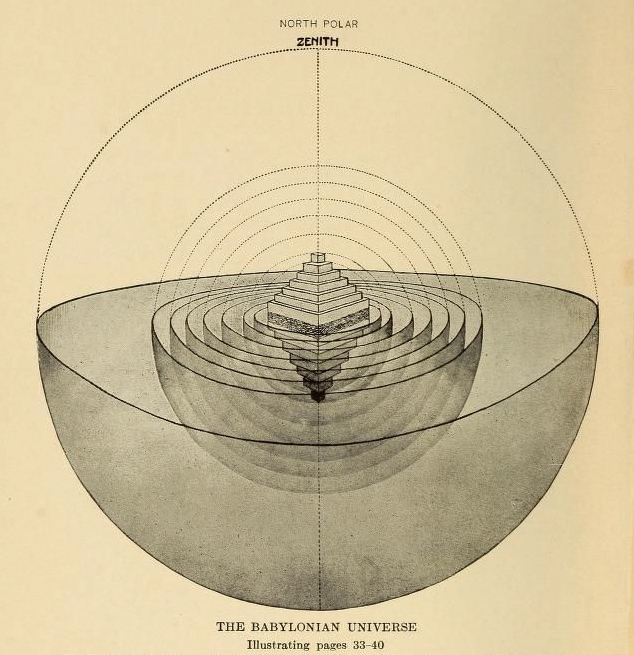 NORTH POLAR
ZENITH
THE BABYLONIAN UNIVERSE
Illustrating pages 33–40